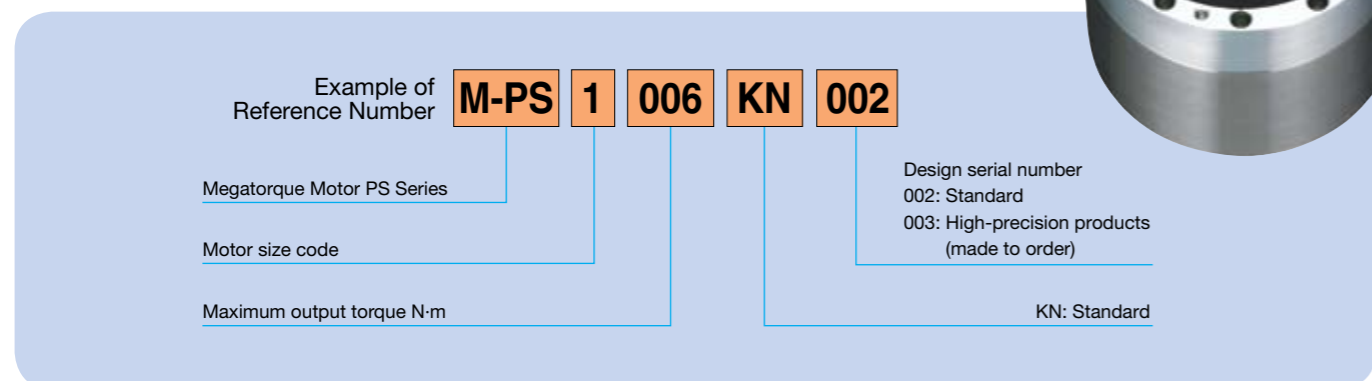 Example of
Reference Number
M-PS 1 006 KN 002
Megatorque Motor PS Series
Motor size code
Maximum output torque N·m
Design serial number
002: Standard
003: High-precision products
(made to order)
KN: Standard